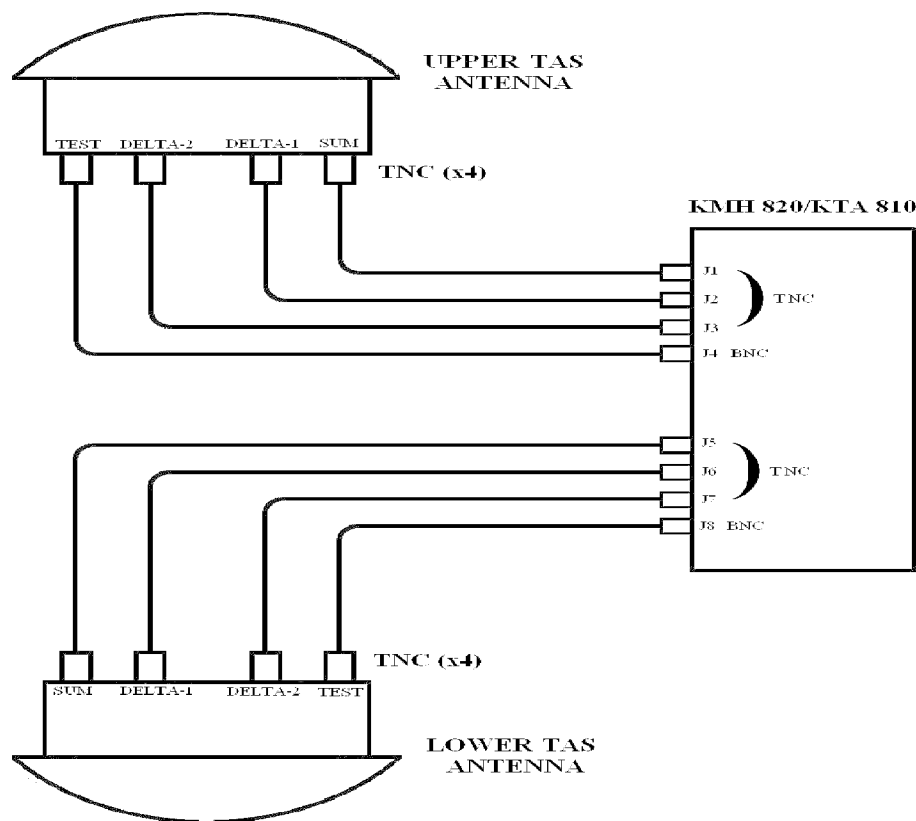 UPPER TAS
ANTENNA
TEST DELTA-2 DELTA-1 SUM
TNC (x4)
KMH 820/KTA 810
J1
J2 TNC
J3
J4 BNC
J5
J6 TNC
J7
J8 BNC
TNC (x4)
SUM DELTA-1 DELTA-2 TEST
LOWER TAS
ANTENNA